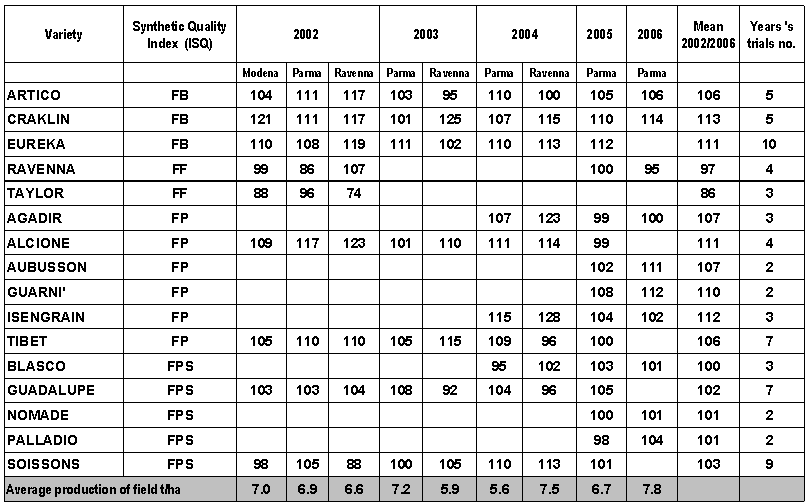 Variety Synthetic Quality Index (ISQ) 2002 2003 2004 2005 2006 Mean 2002/2006 Years 's trials no.
Modena Parma Ravenna Parma Ravenna Parma Ravenna Parma Parma
ARTICO FB 104 111 117 103 95 110 100 105 106 106 5
CRAKLIN FB 121 111 117 101 125 107 115 110 114 113 5
EUREKA FB 110 108 119 111 102 110 113 112 111 10
RAVENNA FF 99 86 107 100 95 97 4
TAYLOR FF 88 96 74 86 3
AGADIR FP 107 123 99 100 107 3
ALCIONE FP 109 117 123 101 110 111 114 99 111 4
AUBUSSON FP 102 111 107 2
GUARNI' FP 108 112 110 2
ISENGRAIN FP 115 128 104 102 112 3
TIBET FP 105 110 110 105 115 109 96 100 106 7
BLASCO FPS 95 102 103 101 100 3
GUADALUPE FPS 103 103 104 108 92 104 96 105 102 7
NOMADE FPS 100 101 101 2
PALLADIO FPS 98 104 101 2
SOISSONS FPS 98 105 88 100 105 110 113 101 103 9
Average production of field t/ha 7.0 6.9 6.6 7.2 5.9 5.6 7.5 6.7 7.8